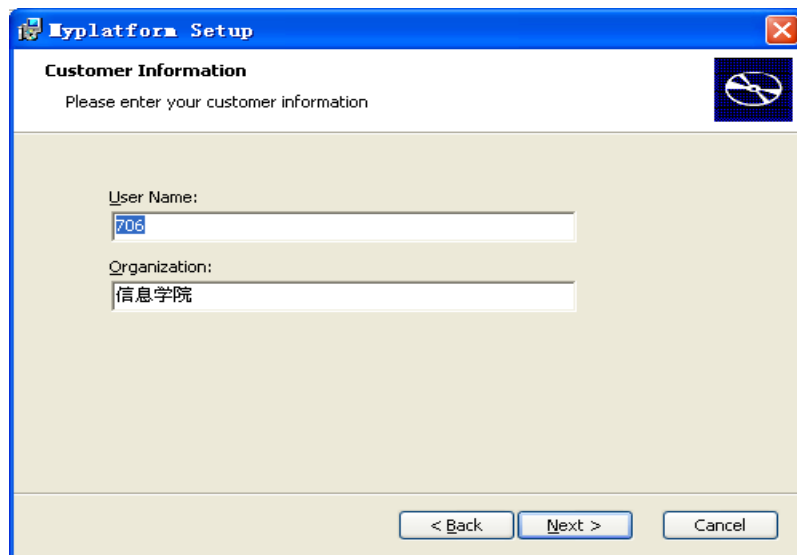 Myplatform Setup
Customer Information
Please enter your customer information
User Name:
706
Organization:
信息学院
< Back
Next >
Cancel